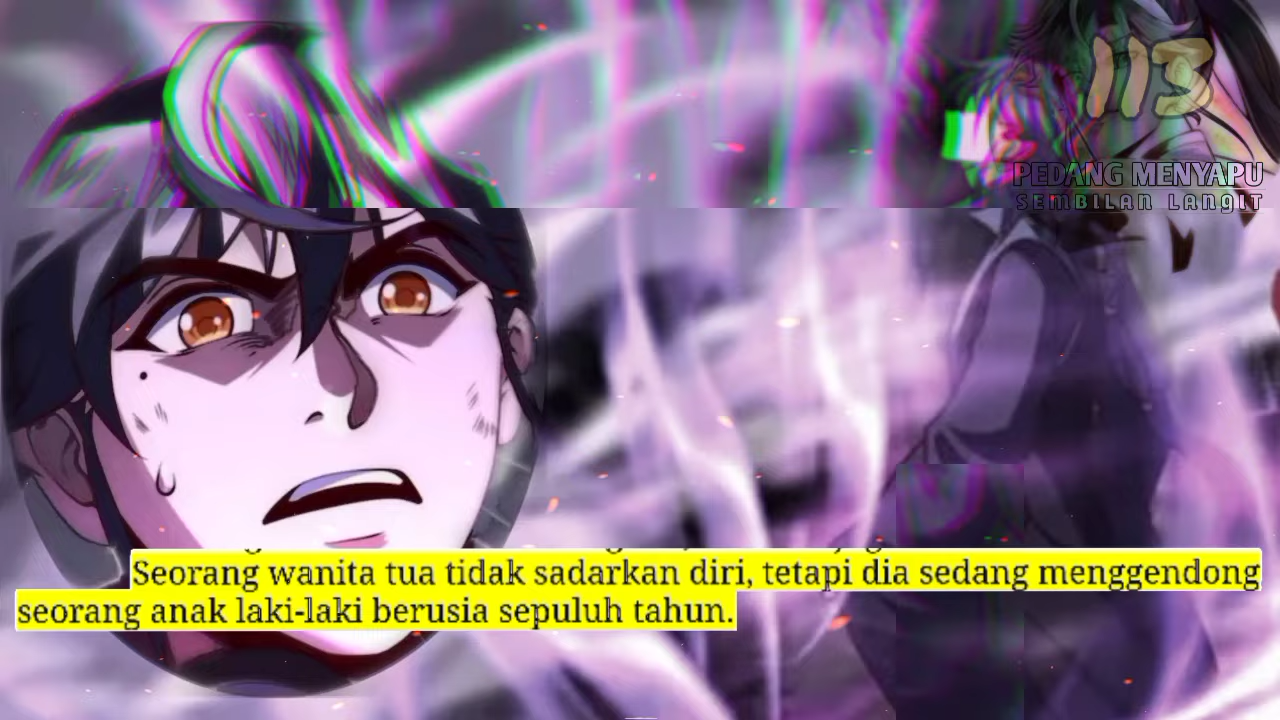 113
PEDANG MENYAPU
SEMBILAN LANGIT
Seorang wanita tua tidak sadarkan diri, tetapi dia sedang menggendong
seorang anak laki-laki berusia sepuluh tahun.